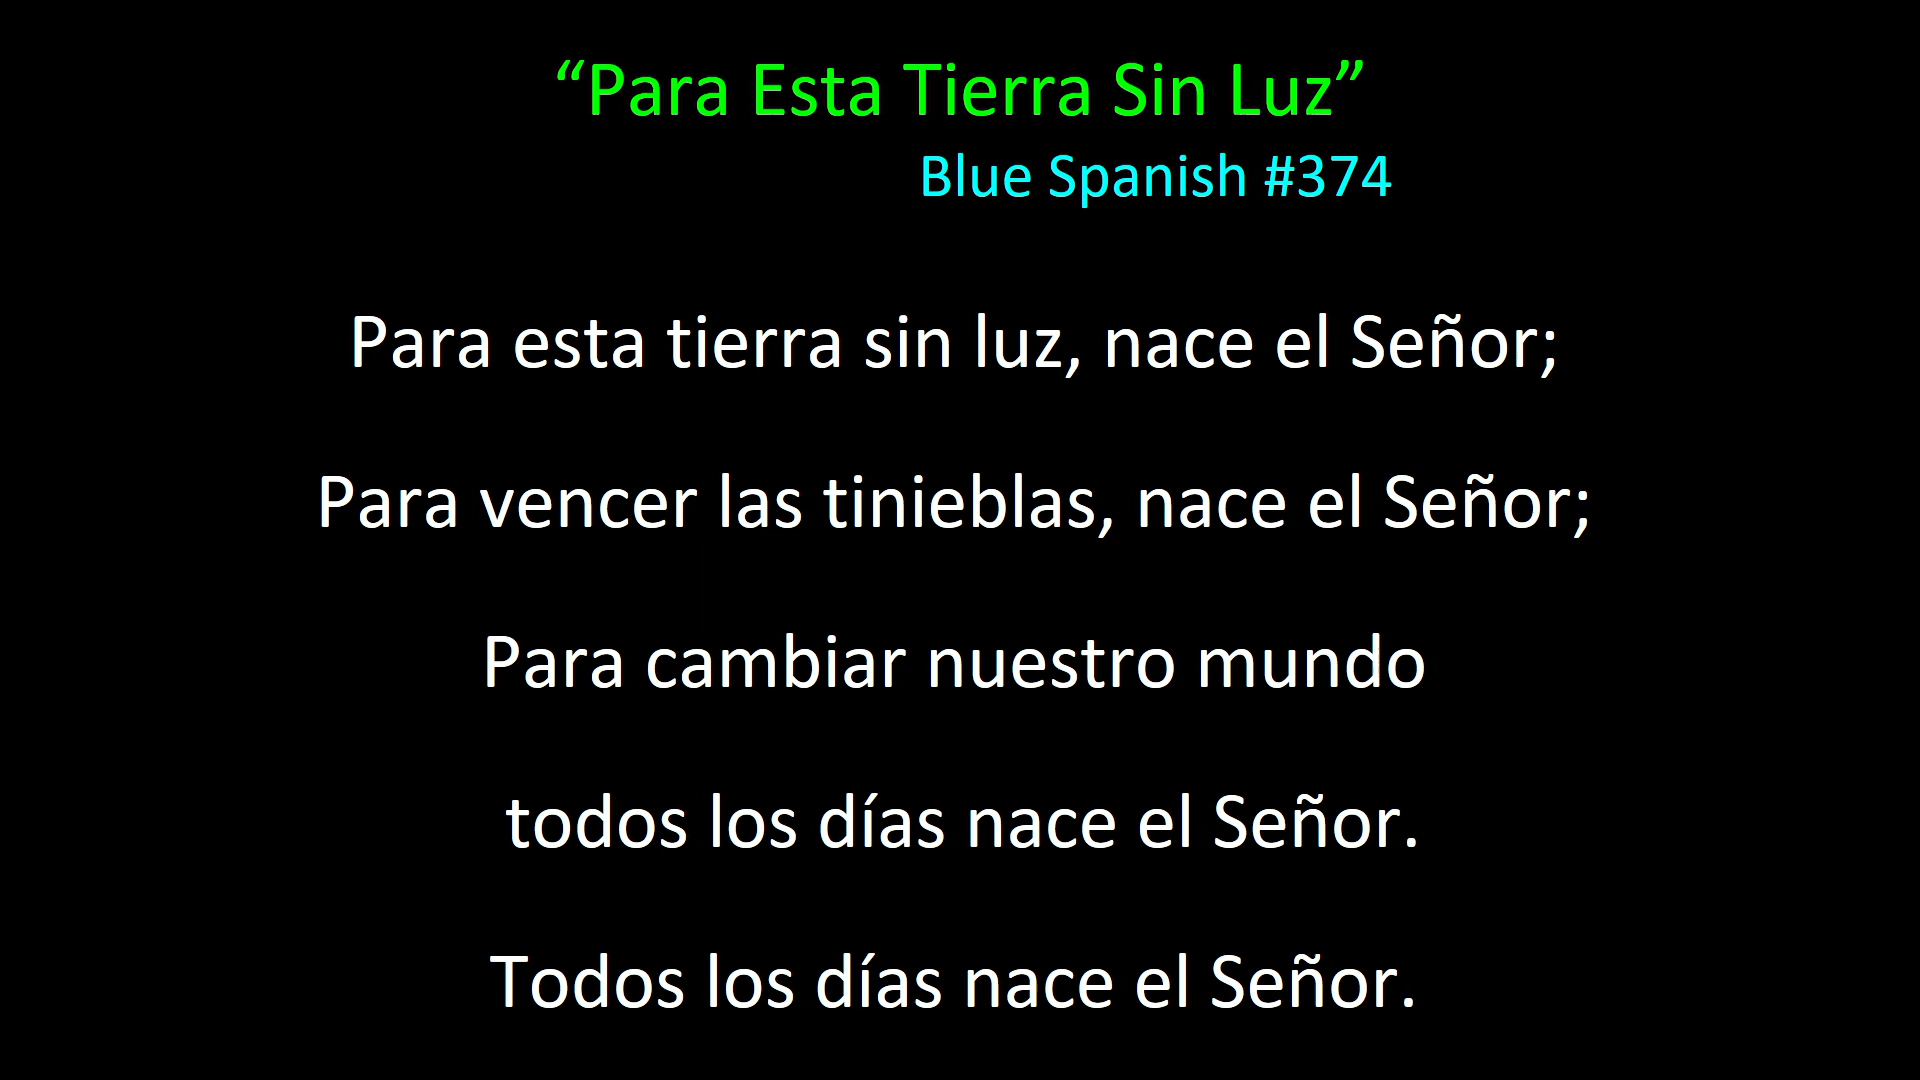 “Para Esta Tierra Sin Luz”
Blue Spanish #374
Para esta tierra sin luz, nace el Señor;
Para vencer las tinieblas, nace el Señor;
Para cambiar nuestro mundo
todos los días nace el Señor.
Todos los días nace el Señor.